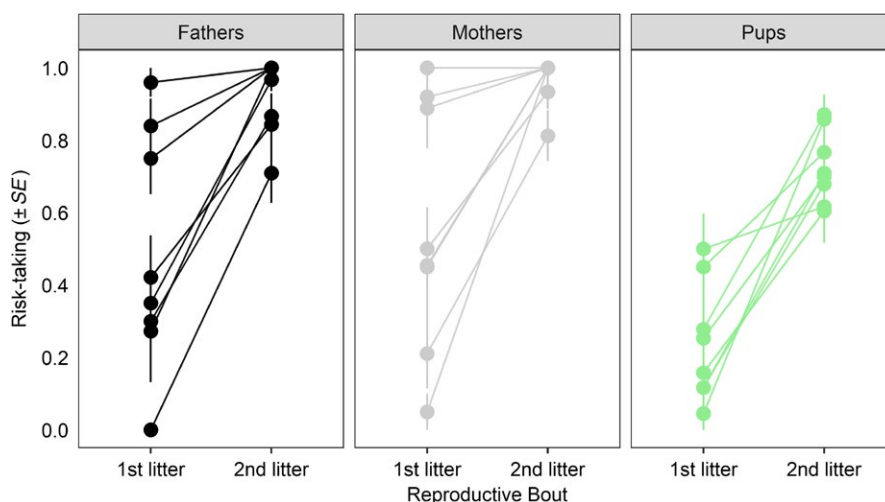 Fathers
Mothers
Pups
Risk-taking (± SE)
1.0
0.8
0.6
0.4
0.2
0.0
1st litter
2nd litter
1st litter
2nd litter
1st litter
2nd litter
Reproductive Bout